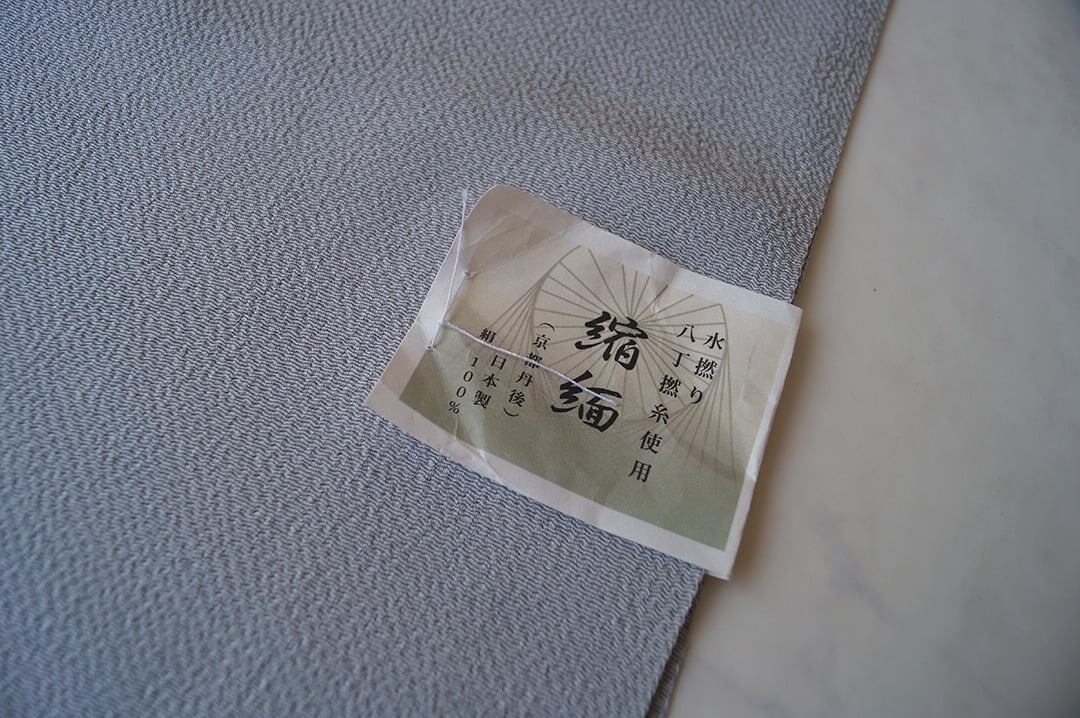 水撚り
八丁撚糸使用
縮緬
（京都丹後）
日本製
絹100%